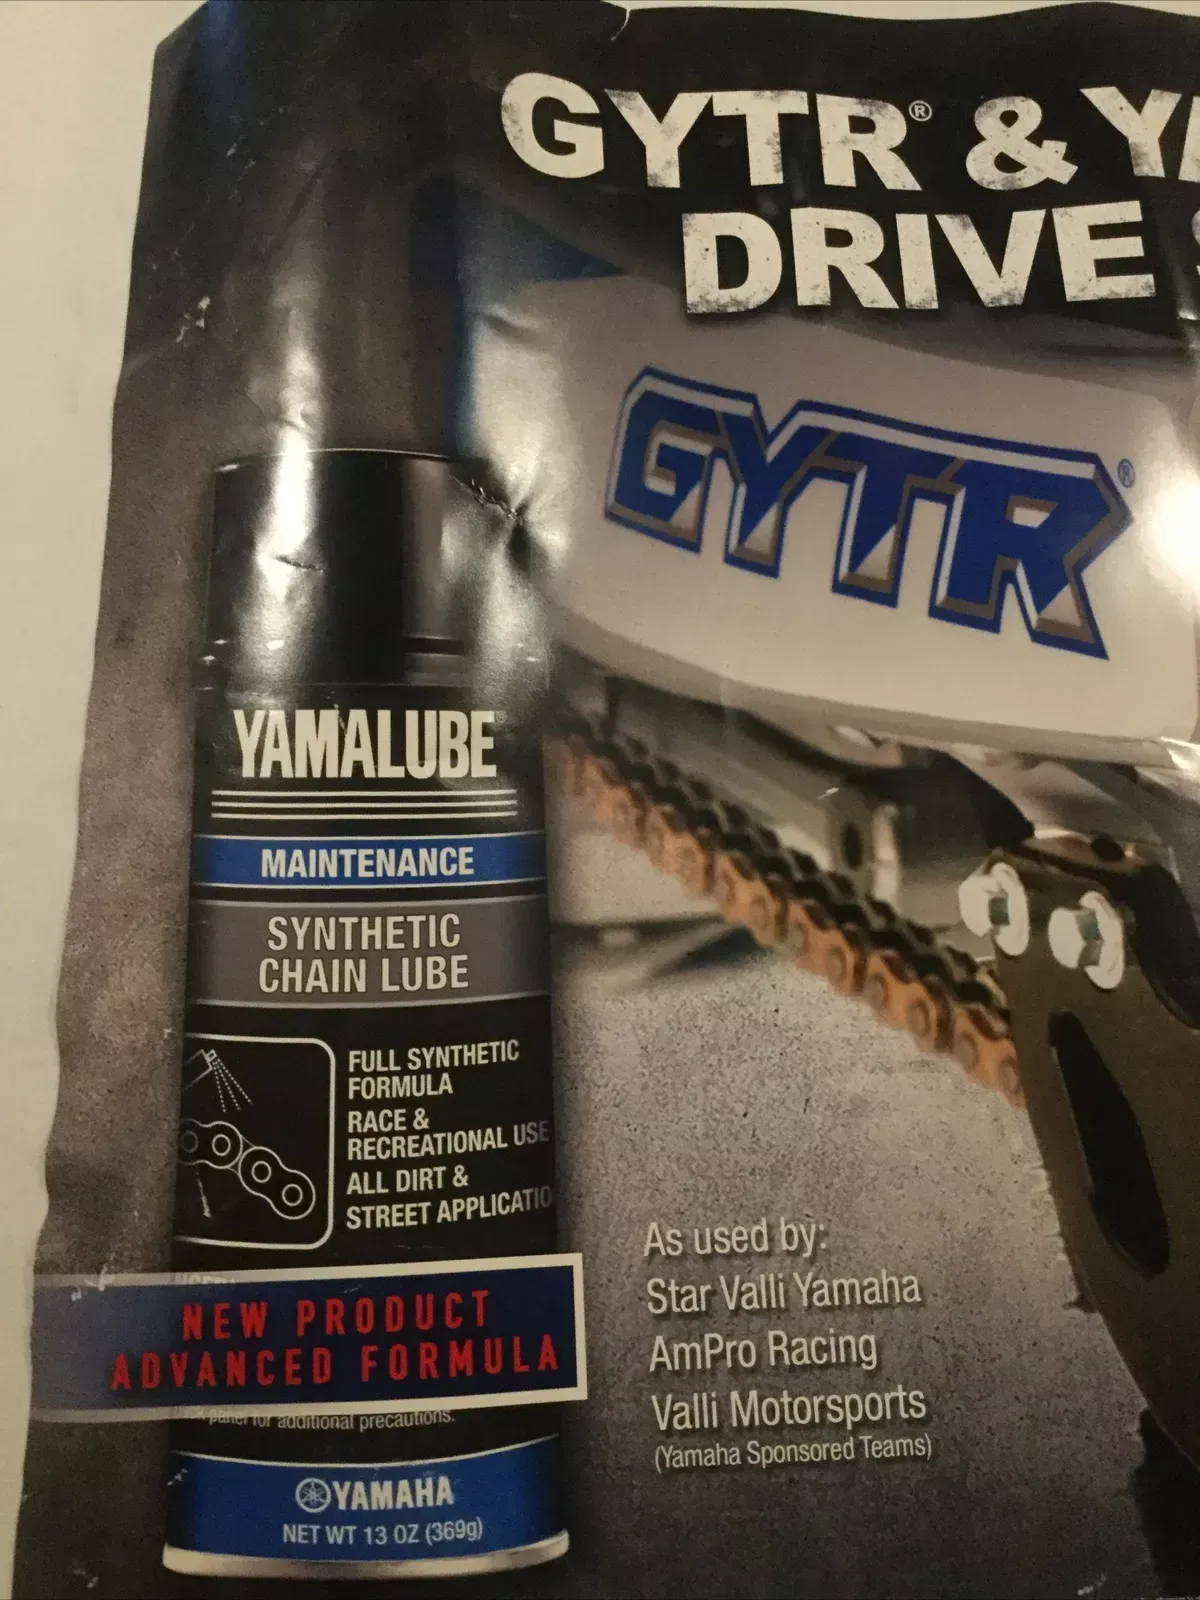 GYTR® &
DRIVE
GYTR®
YAMALUBE®
MAINTENANCE
SYNTHETIC
CHAIN LUBE
FULL SYNTHETIC
FORMULA
RACE &
RECREATIONAL USE
ALL DIRT &
STREET APPLICATIO
NEW PRODUCT
ADVANCED FORMULA
panel for additional precautions.
YAMAHA
NET WT 13 OZ (369g)
As used by:
Star Valli Yamaha
AmPro Racing
Valli Motorsports
(Yamaha Sponsored Teams)